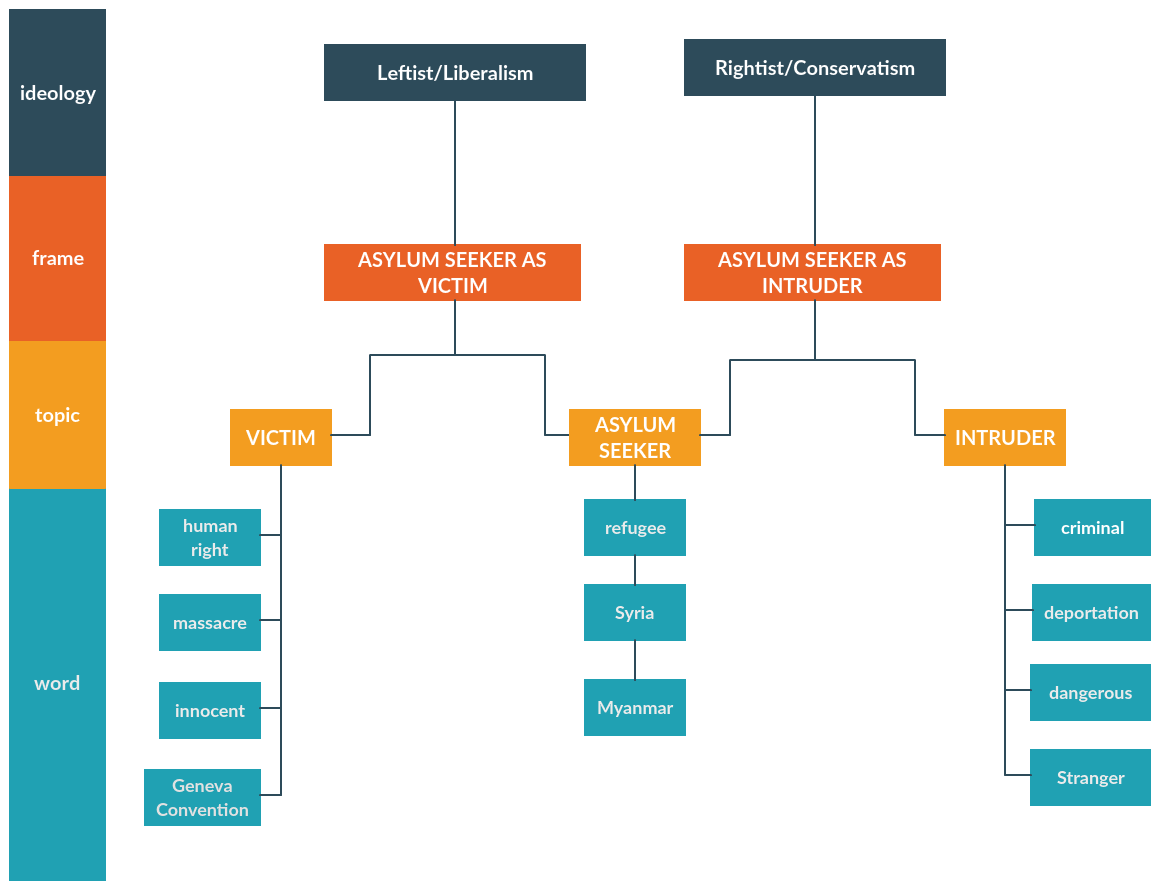 ideology
Leftist/Liberalism
Rightist/Conservatism
frame
ASYLUM SEEKER AS
VICTIM
ASYLUM SEEKER AS
INTRUDER
topic
VICTIM
ASYLUM
SEEKER
INTRUDER
word
human
right
massacre
innocent
Geneva
Convention
refugee
Syria
Myanmar
criminal
deportation
dangerous
Stranger